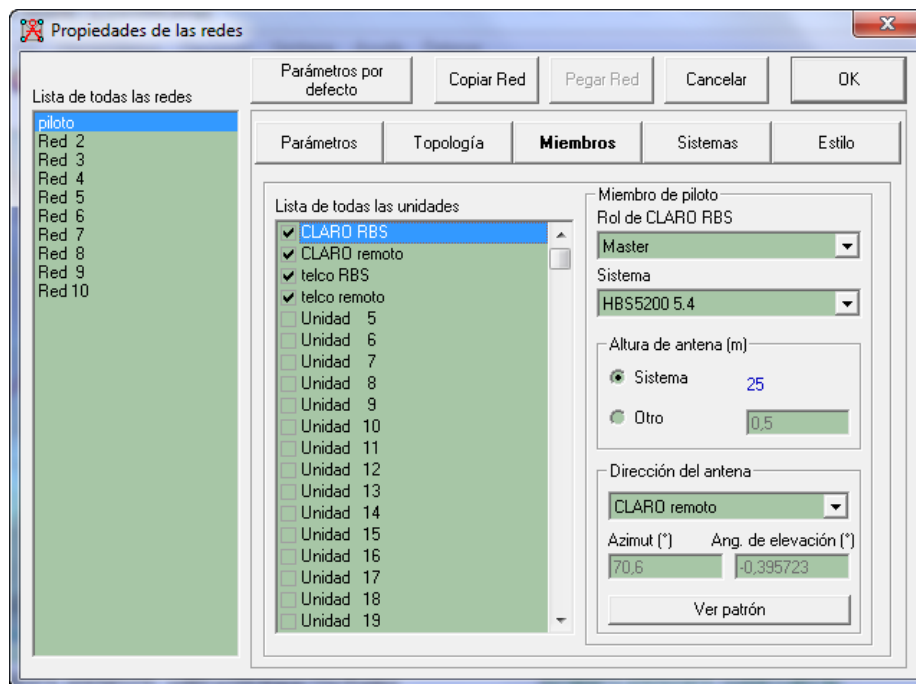 Propiedades de las redes
Parámetros por defecto
Copiar Red
Pegar Red
Cancelar
OK
Lista de todas las redes
piloto
Red 2
Red 3
Red 4
Red 5
Red 6
Red 7
Red 8
Red 9
Red 10
Parámetros
Topología
Miembros
Sistemas
Estilo
Lista de todas las unidades
CLARO RBS
CLARO remoto
telco RBS
telco remoto
Unidad 5
Unidad 6
Unidad 7
Unidad 8
Unidad 9
Unidad 10
Unidad 11
Unidad 12
Unidad 13
Unidad 14
Unidad 15
Unidad 16
Unidad 17
Unidad 18
Unidad 19
Miembro de piloto
Rol de CLARO RBS
Master
Sistema
HBS5200 5.4
Altura de antena (m)
Sistema 25
Otro 0,5
Dirección del antena
CLARO remoto
Azimut (°) Ang. de elevación (°)
70,6 -0,395723
Ver patrón